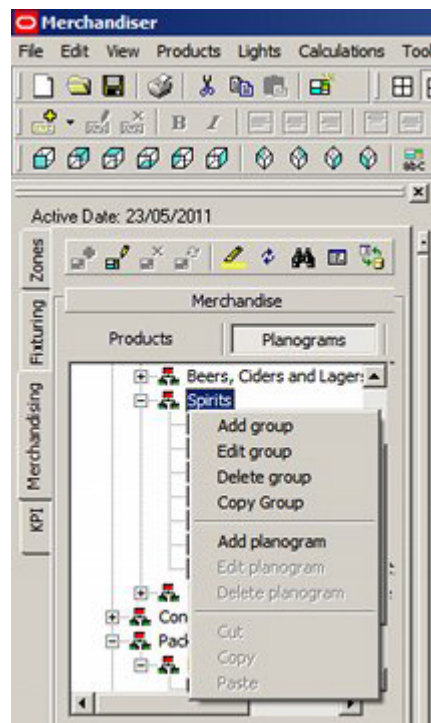 Merchandiser
File Edit View Products Lights Calculations Tool
B I
abc
Active Date: 23/05/2011
Zones
Fixturing
Merchandising
KPI
Merchandise
Products Planograms
Beers, Ciders and Lagers
Spirits
Add group
Edit group
Delete group
Copy Group
Add planogram
Edit planogram
Delete planogram
Con
Pack
Cut
Copy
Paste